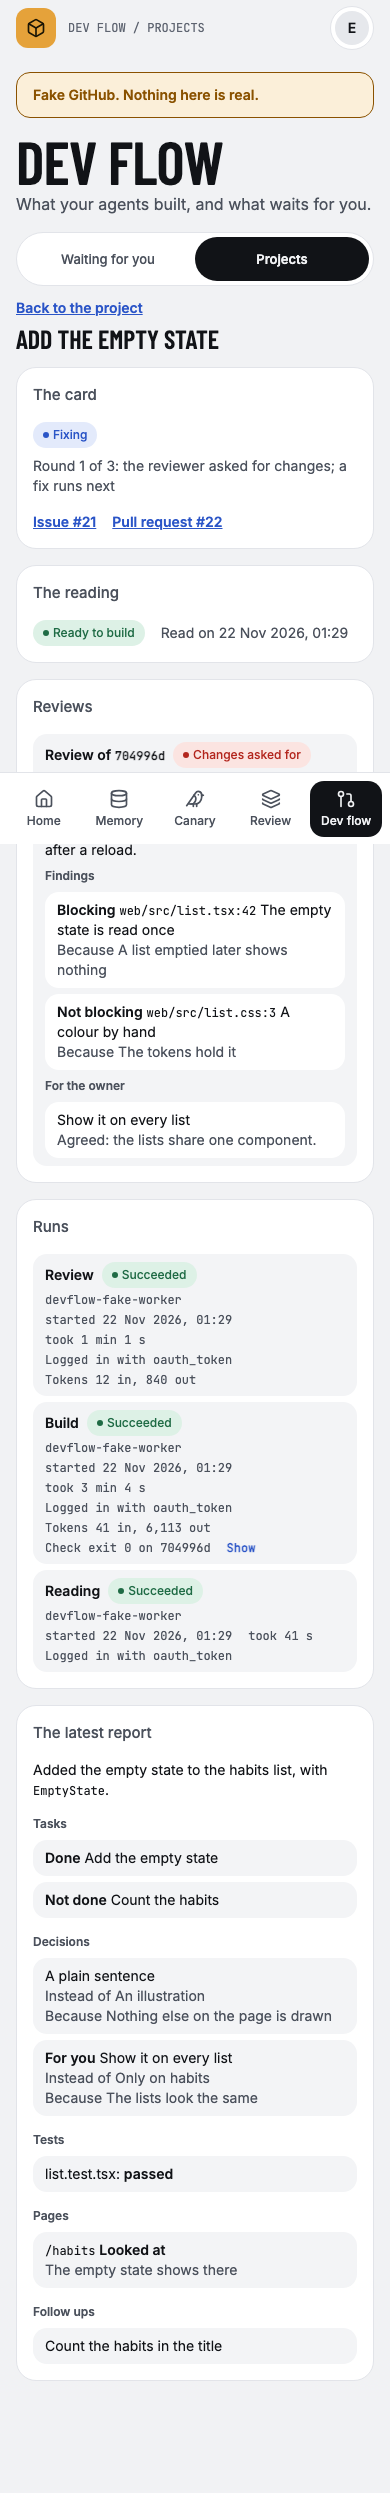 DEV FLOW / PROJECTS
E
Fake GitHub. Nothing here is real.
DEV FLOW
What your agents built, and what waits for you.
Waiting for you
Projects
Back to the project
ADD THE EMPTY STATE
The card
Fixing
Round 1 of 3: the reviewer asked for changes; a
fix runs next
Issue #21 Pull request #22
The reading
Ready to build Read on 22 Nov 2026, 01:29
Reviews
Review of 704996d Changes asked for
Home
Memory
Canary
Review
Dev flow
after a reload.
Findings
Blocking web/src/list.tsx:42 The empty
state is read once
Because A list emptied later shows
nothing
Not blocking web/src/list.css:3 A
colour by hand
Because The tokens hold it
For the owner
Show it on every list
Agreed: the lists share one component.
Runs
Review Succeeded
devflow-fake-worker
started 22 Nov 2026, 01:29
took 1 min 1 s
Logged in with oauth_token
Tokens 12 in, 840 out
Build Succeeded
devflow-fake-worker
started 22 Nov 2026, 01:29
took 3 min 4 s
Logged in with oauth_token
Tokens 41 in, 6,113 out
Check exit 0 on 704996d Show
Reading Succeeded
devflow-fake-worker
started 22 Nov 2026, 01:29 took 41 s
Logged in with oauth_token
The latest report
Added the empty state to the habits list, with
EmptyState.
Tasks
Done Add the empty state
Not done Count the habits
Decisions
A plain sentence
Instead of An illustration
Because Nothing else on the page is drawn
For you Show it on every list
Instead of Only on habits
Because The lists look the same
Tests
list.test.tsx: passed
Pages
/habits Looked at
The empty state shows there
Follow ups
Count the habits in the title